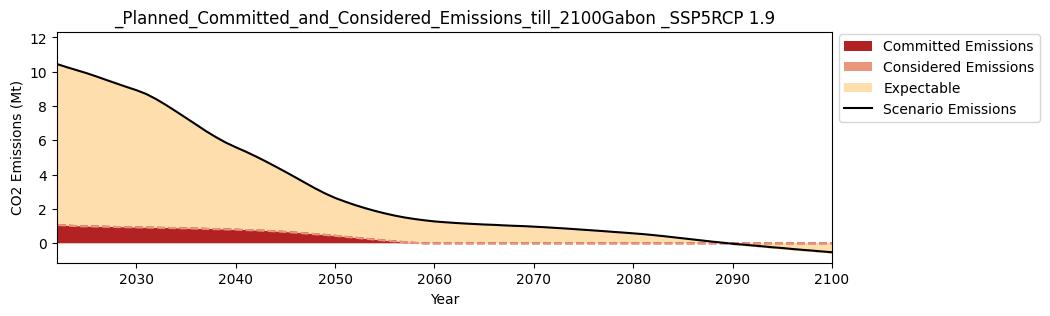 _Planned_Committed_and_Considered_Emissions_till_2100Gabon _SSP5RCP 1.9
12
10
8
6
4
2
0
CO2 Emissions (Mt)
2030 2040 2050 2060 2070 2080 2090 2100
Year
Committed Emissions
Considered Emissions
Expectable
Scenario Emissions